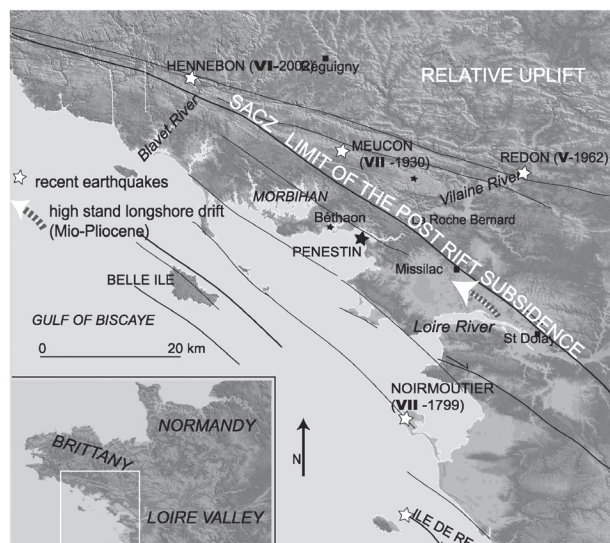 HENNEBON (VI-2002)
Reguigny
RELATIVE UPLIFT
Blavet River
SACZ LIMIT OF THE POST RIFT SUBSIDENCE
MEUCON
(VII -1930)
REDON (V-1962)
Vilaine River
recent earthquakes
MORBIHAN
high stand longshore drift
(Mio-Pliocene)
Béthaon
Roche Bernard
PENESTIN
Missilac
BELLE ILE
GULF OF BISCAYE
Loire River
St Dolay
0 20 km
NOIRMOUTIER
(VII -1799)
N
NORMANDY
BRITTANY
LOIRE VALLEY
ILE DE RE